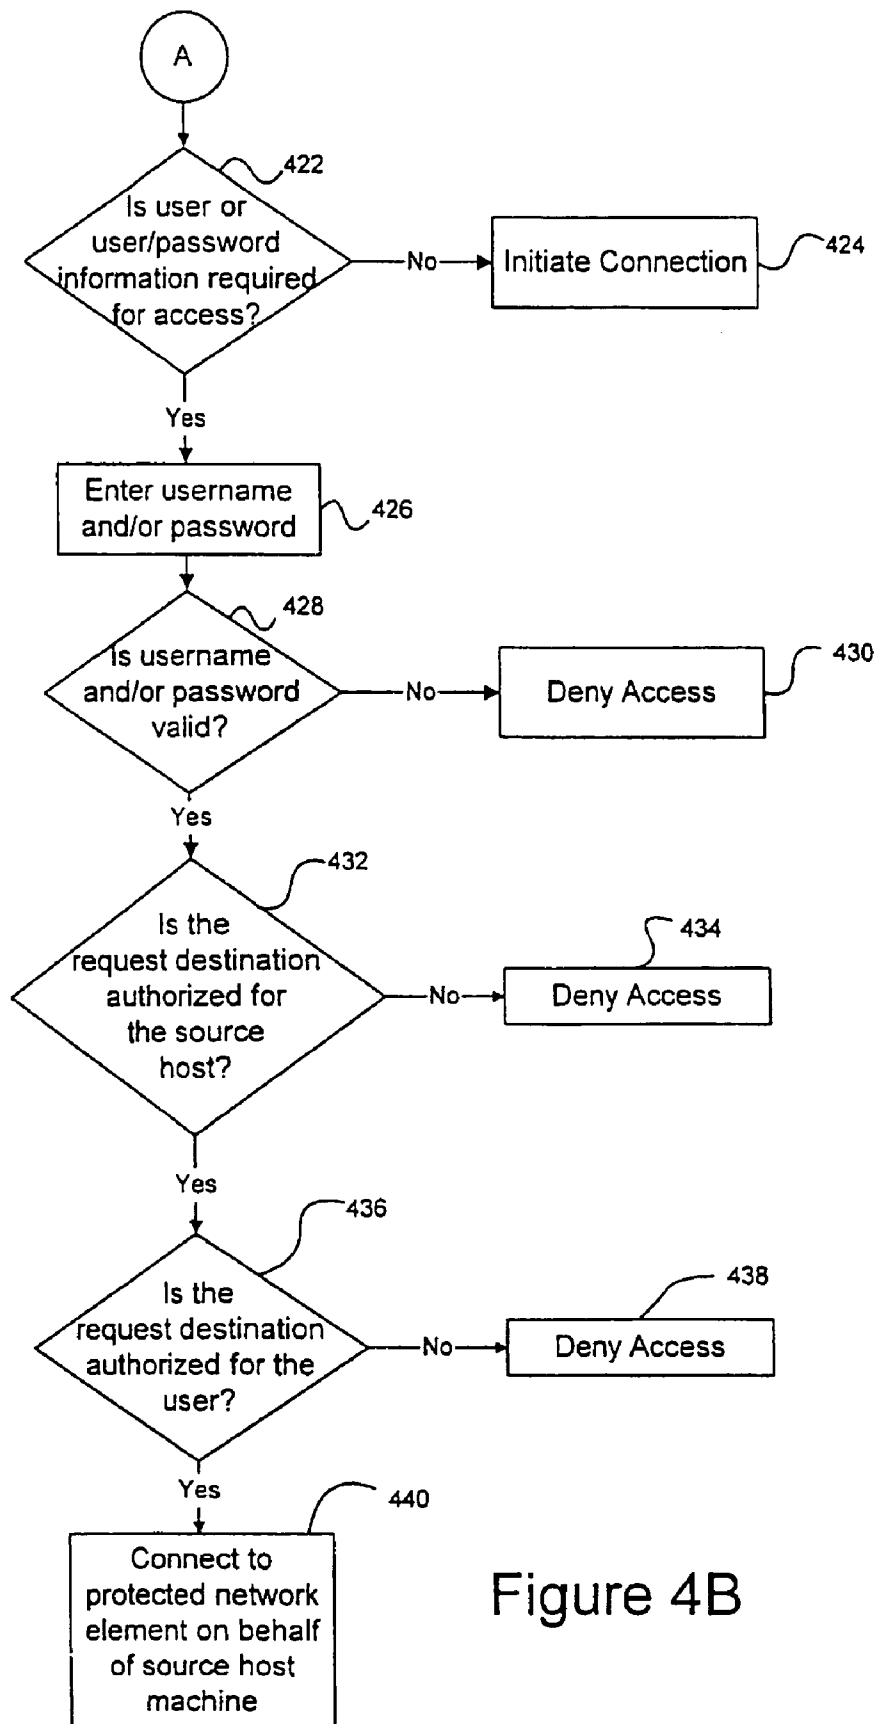 A
422
Is user or
user/password
information required
for access?
No
Initiate Connection
424
Yes
Enter username
and/or password
426
428
Is username
and/or password
valid?
No
Deny Access
430
Yes
432
Is the
request destination
authorized for
the source
host?
No
434
Deny Access
Yes
436
Is the
request destination
authorized for the
user?
No
438
Deny Access
Yes
440
Connect to
protected network
element on behalf
of source host
machine
Figure 4B